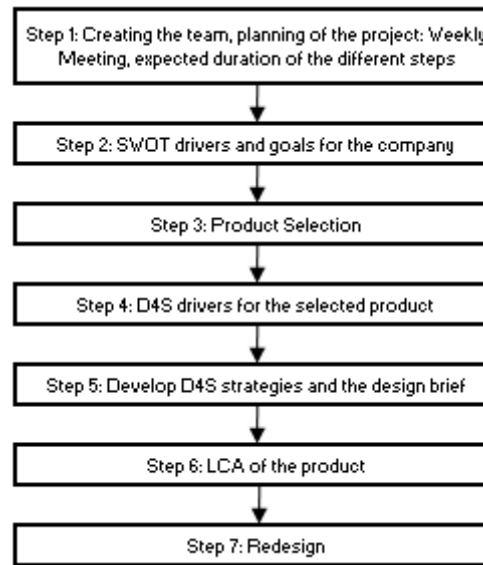 Step 1: Creating the team, planning of the project: Weekly
Meeting, expected duration of the different steps
Step 2: SWOT drivers and goals for the company
Step 3: Product Selection
Step 4: D4S drivers for the selected product
Step 5: Develop D4S strategies and the design brief
Step 6: LCA of the product
Step 7: Redesign